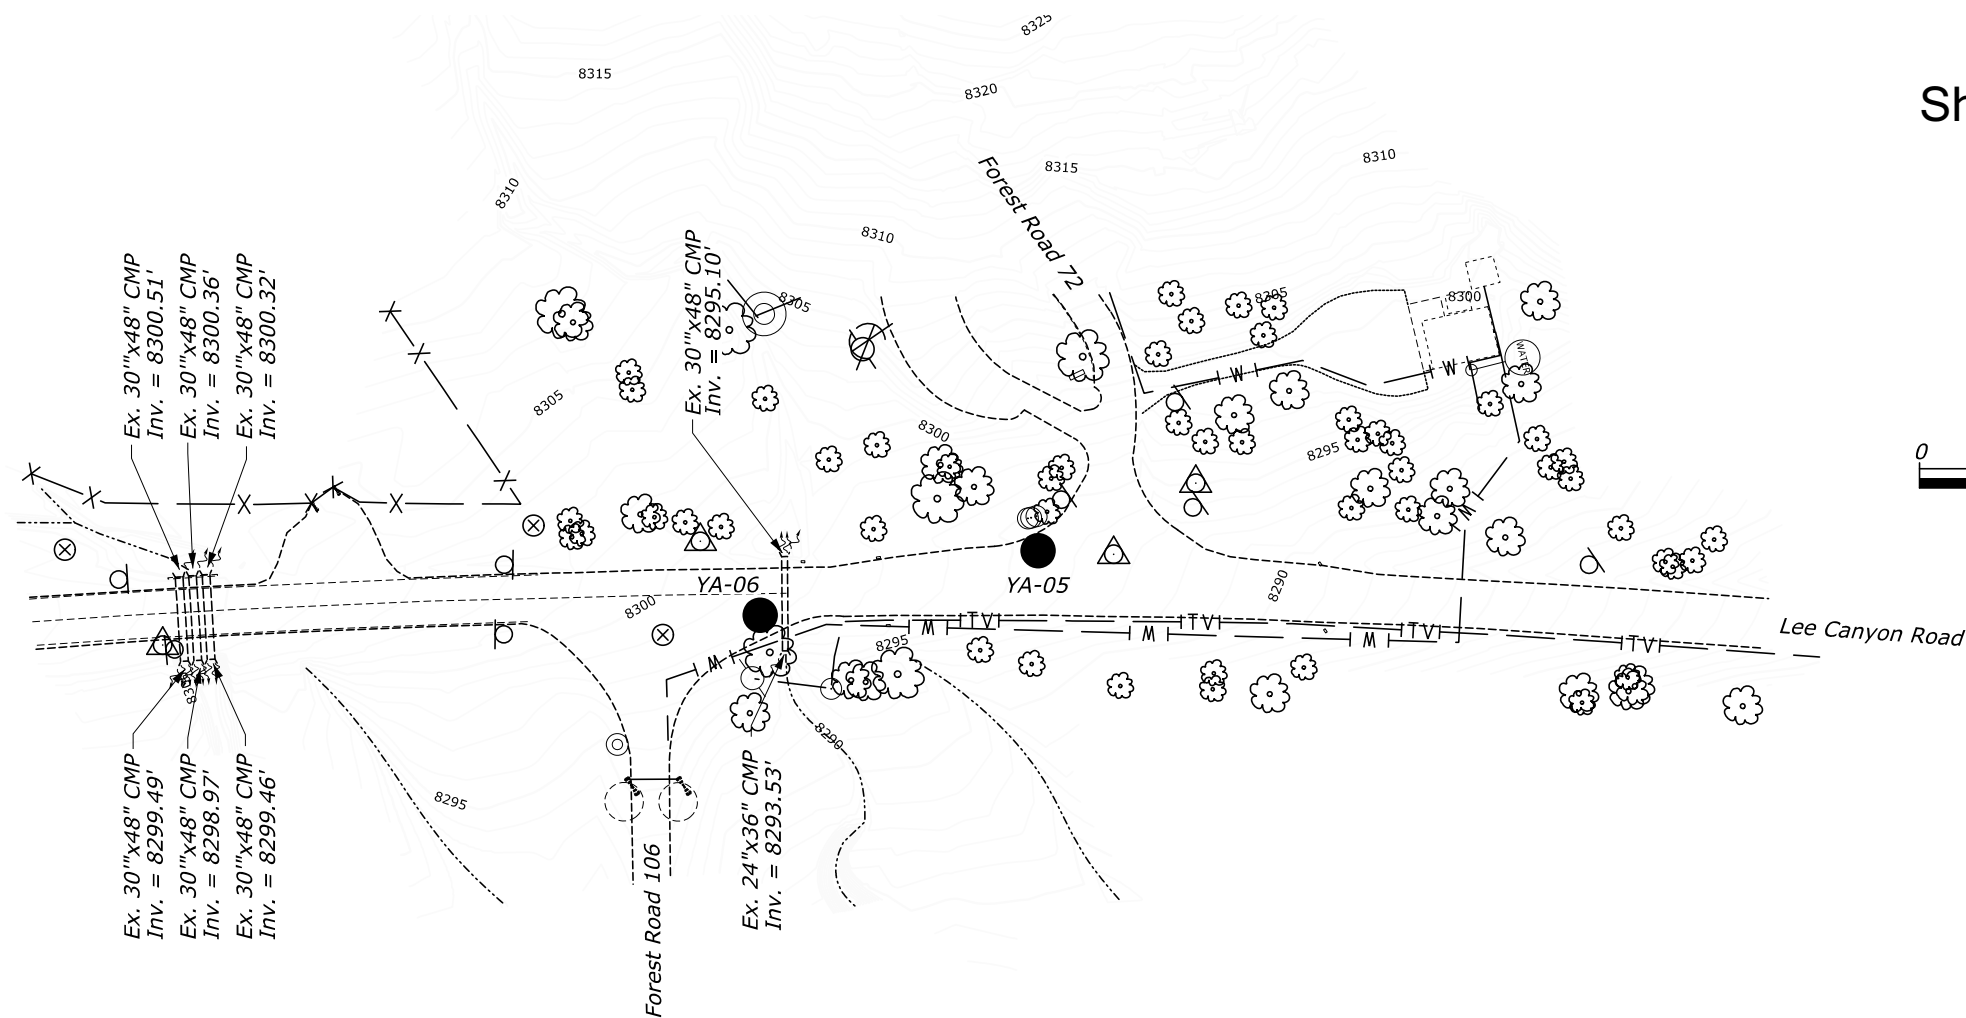 8325
8315
8320
Sh
8310
8315
8310
Forest Road 72
8310
8305
8305
8300
WATER
Ex. 30"x48" CMP
Inv. = 8295.10'
Ex. 30'"x48" CMP
Inv. = 8300.51'
Ex. 30"x48" CMP
Inv. = 8300.36'
Ex. 30"x48" CMP
Inv. = 8300.32'
X
X
W
W
8305
8300
8295
0
X
X
X
X
X
X
X
W
YA-06
YA-05
8290
8300
8295
TV
TV
TV
TV
W
W
W
W
Lee Canyon Road
8290
8295
Ex. 30'"x48" CMP
Inv. = 8299.49'
Ex. 30"x48" CMP
Inv. = 8298.97'
Ex. 30"x48" CMP
Inv. = 8299.46'
Forest Road 106
Ex. 24"x36" CMP
Inv. = 8293.53'